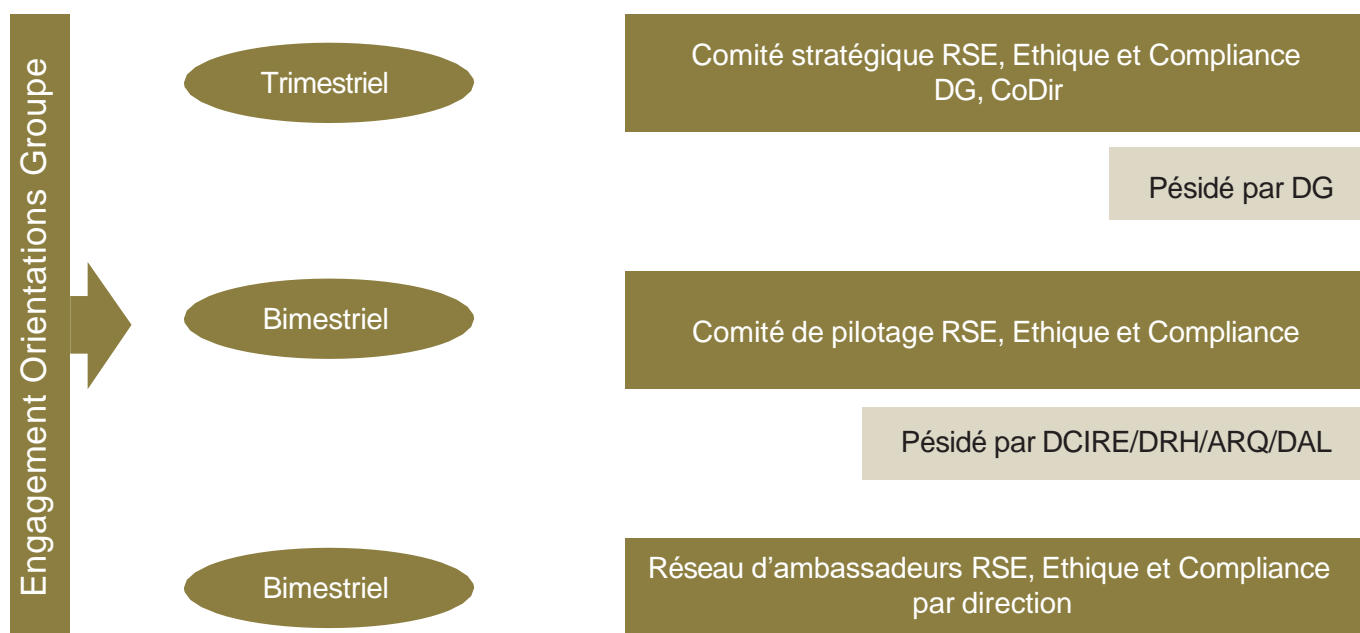 Engagement Orientations Groupe
Trimestriel
Comité stratégique RSE, Ethique et Compliance
DG, CoDir
Pésidé par DG
Bimestriel
Comité de pilotage RSE, Ethique et Compliance
Pésidé par DCIRE/DRH/ARQ/DAL
Bimestriel
Réseau d’ambassadeurs RSE, Ethique et Compliance
par direction